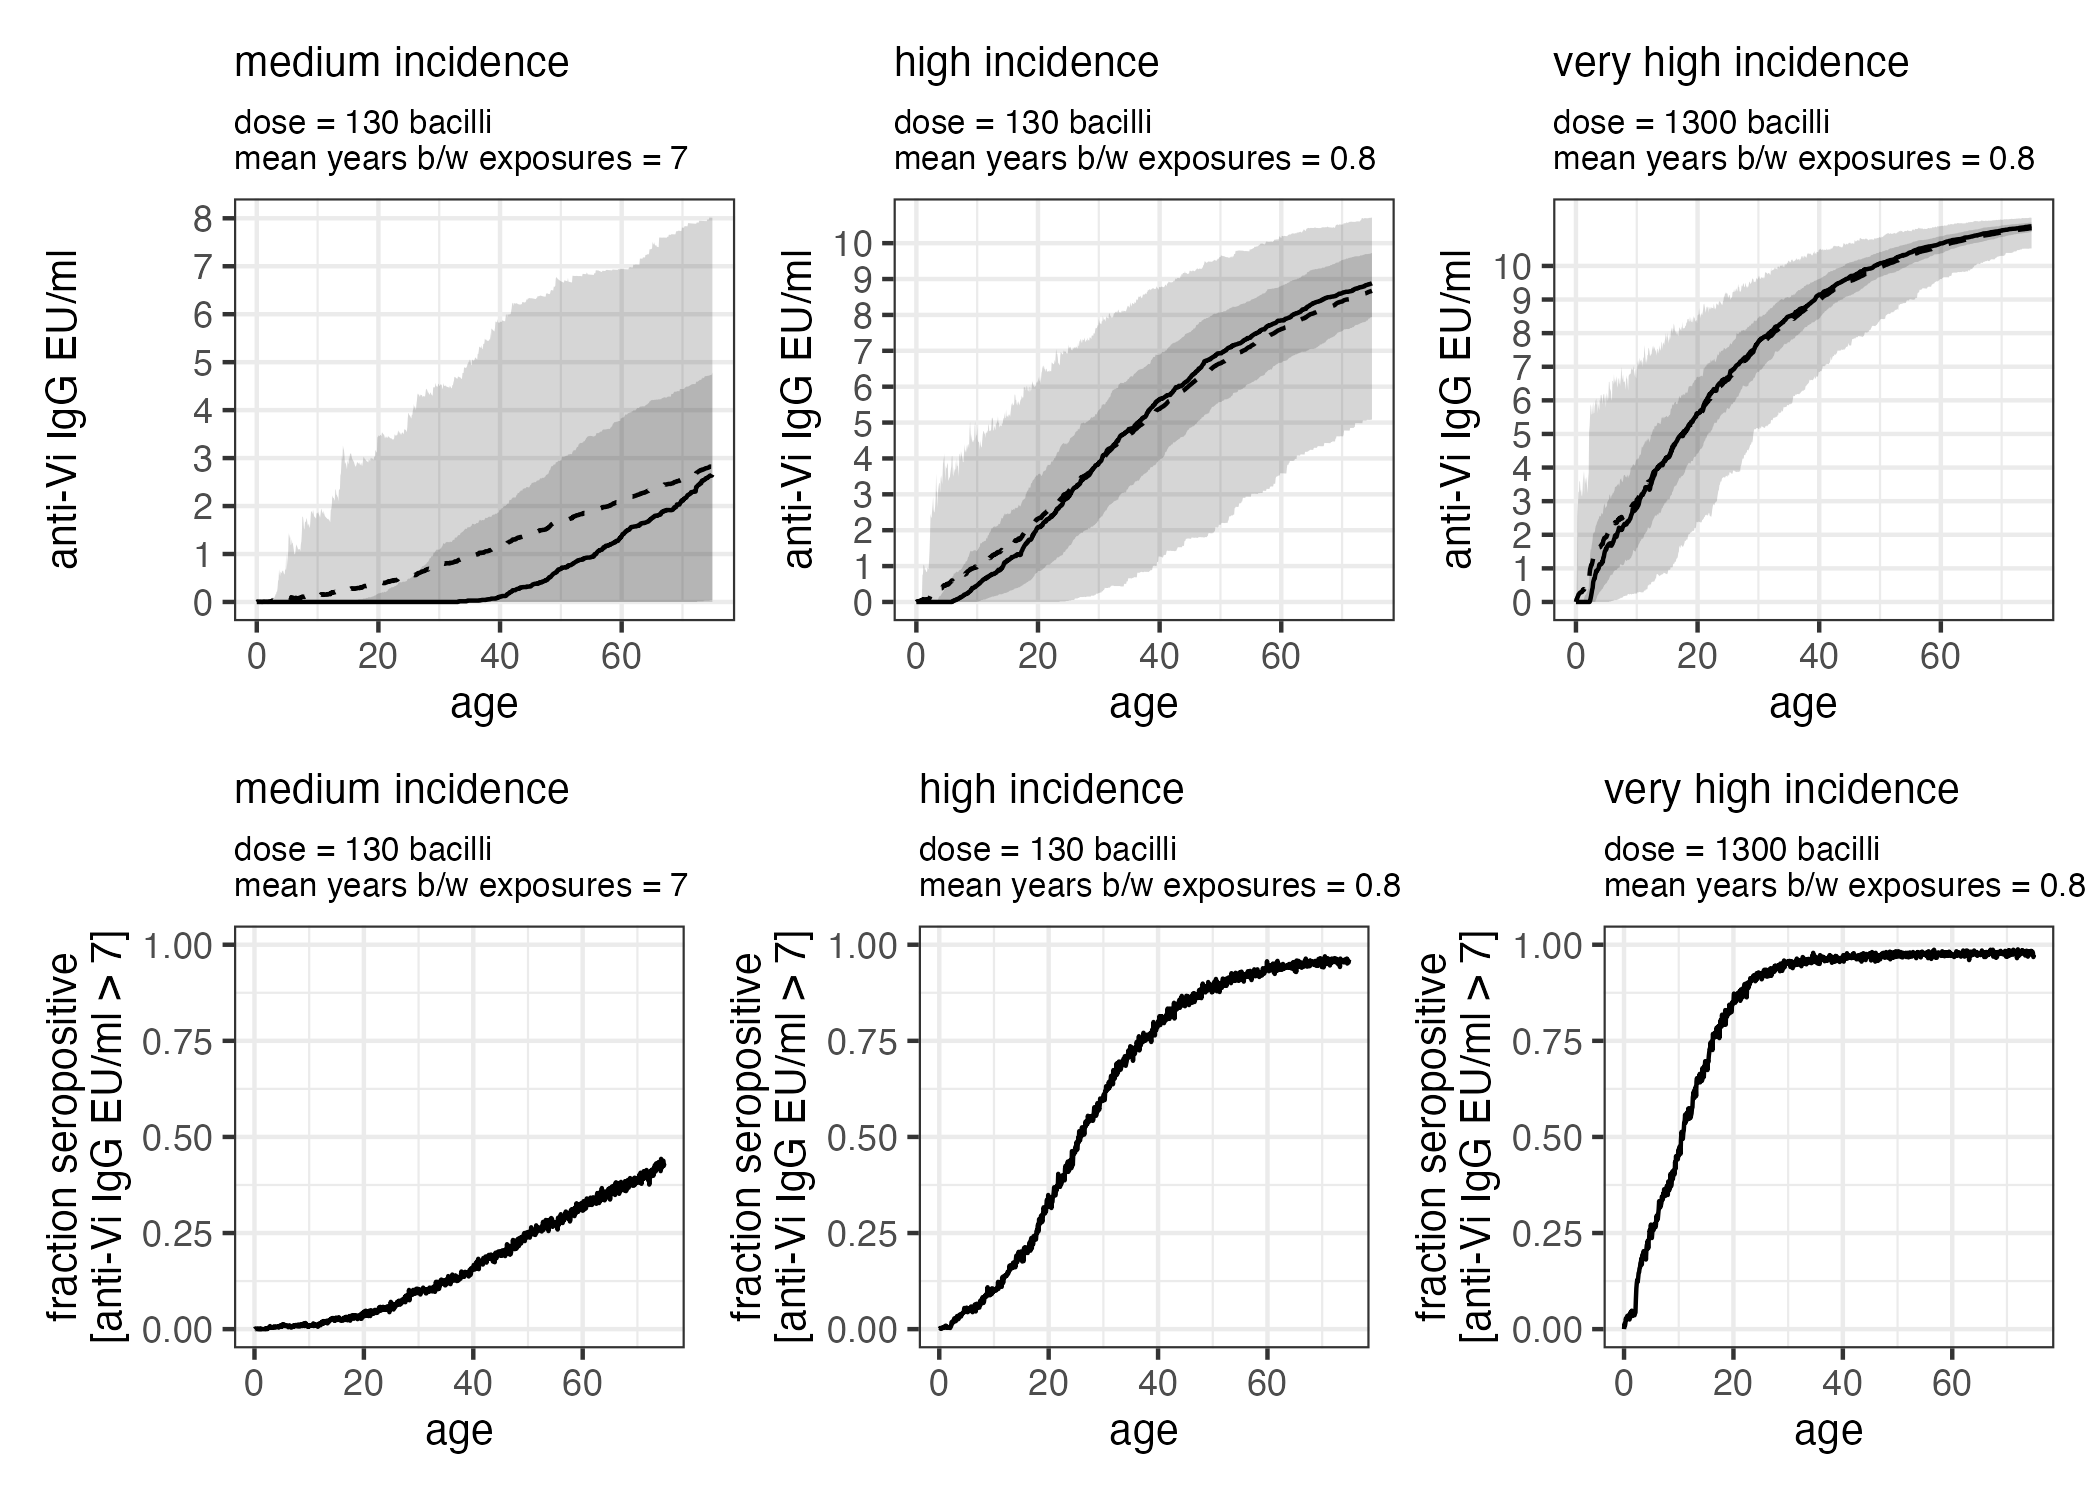 medium incidence
dose = 130 bacilli
mean years b/w exposures = 7
anti-Vi IgG EU/ml
8
7
6
5
4
3
2
1
0
0 20 40 60
age
high incidence
dose = 130 bacilli
mean years b/w exposures = 0.8
anti-Vi IgG EU/ml
10
9
8
7
6
5
4
3
2
1
0
0 20 40 60
age
very high incidence
dose = 1300 bacilli
mean years b/w exposures = 0.8
anti-Vi IgG EU/ml
10
9
8
7
6
5
4
3
2
1
0
0 20 40 60
age
medium incidence
dose = 130 bacilli
mean years b/w exposures = 7
fraction seropositive
[anti-Vi IgG EU/ml > 7]
1.00
0.75
0.50
0.25
0.00
0 20 40 60
age
high incidence
dose = 130 bacilli
mean years b/w exposures = 0.8
fraction seropositive
[anti-Vi IgG EU/ml > 7]
1.00
0.75
0.50
0.25
0.00
0 20 40 60
age
very high incidence
dose = 1300 bacilli
mean years b/w exposures = 0.8
fraction seropositive
[anti-Vi IgG EU/ml > 7]
1.00
0.75
0.50
0.25
0.00
0 20 40 60
age